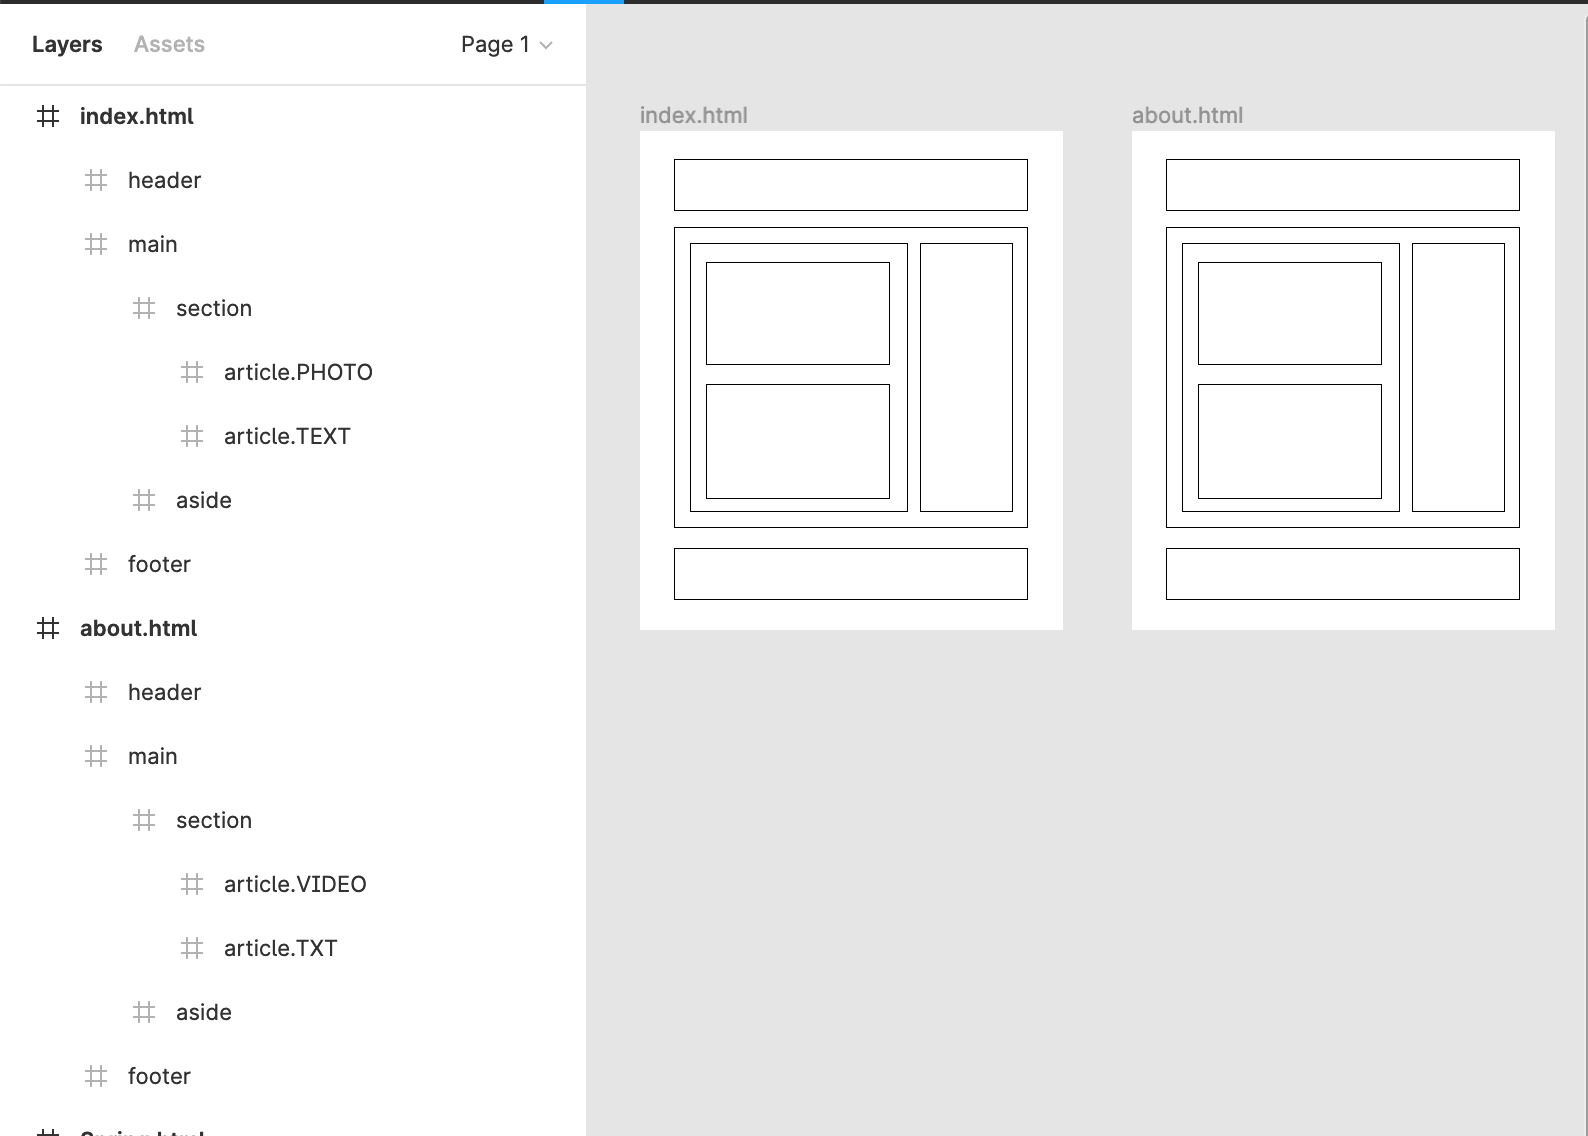 Layers Assets Page 1
index.html
header
main
section
article.PHOTO
article.TEXT
aside
footer
about.html
header
main
section
article.VIDEO
article.TXT
aside
footer
index.html
about.html